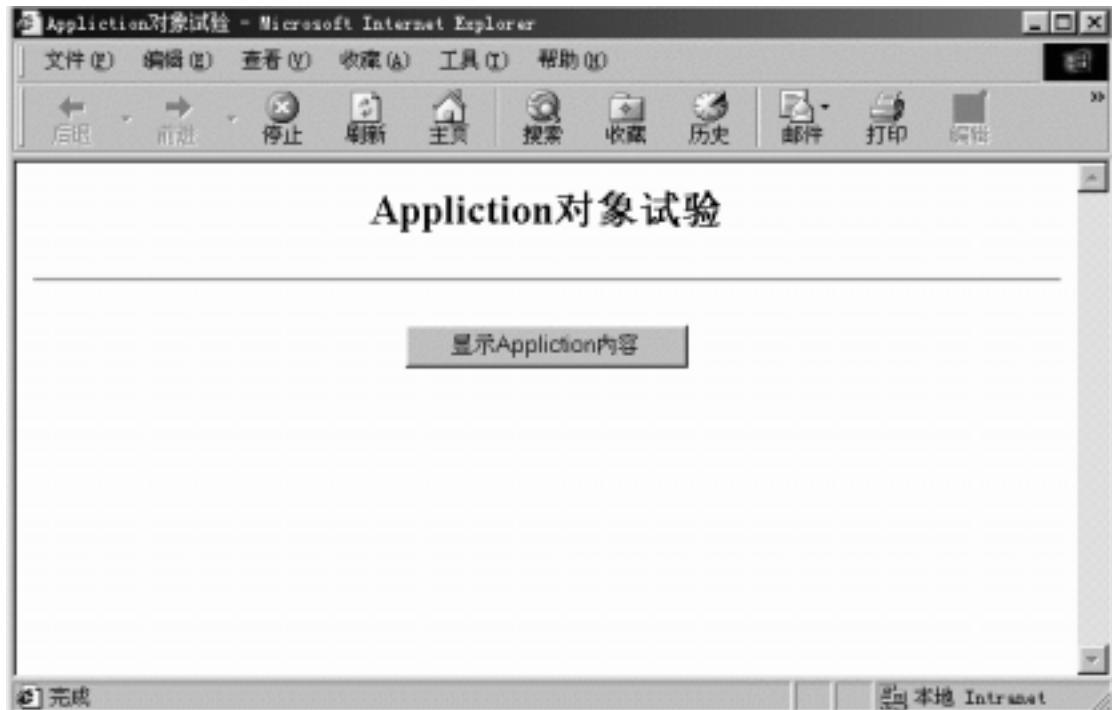 Appliction对象试验 - Microsoft Internet Explorer
文件(F) 编辑(E) 查看(V) 收藏(A) 工具(T) 帮助(H)
后退 前进 停止 刷新 主页 搜索 收藏 历史 邮件 打印 编辑
Appliction对象试验
显示Appliction内容
完成 本地 Intranet